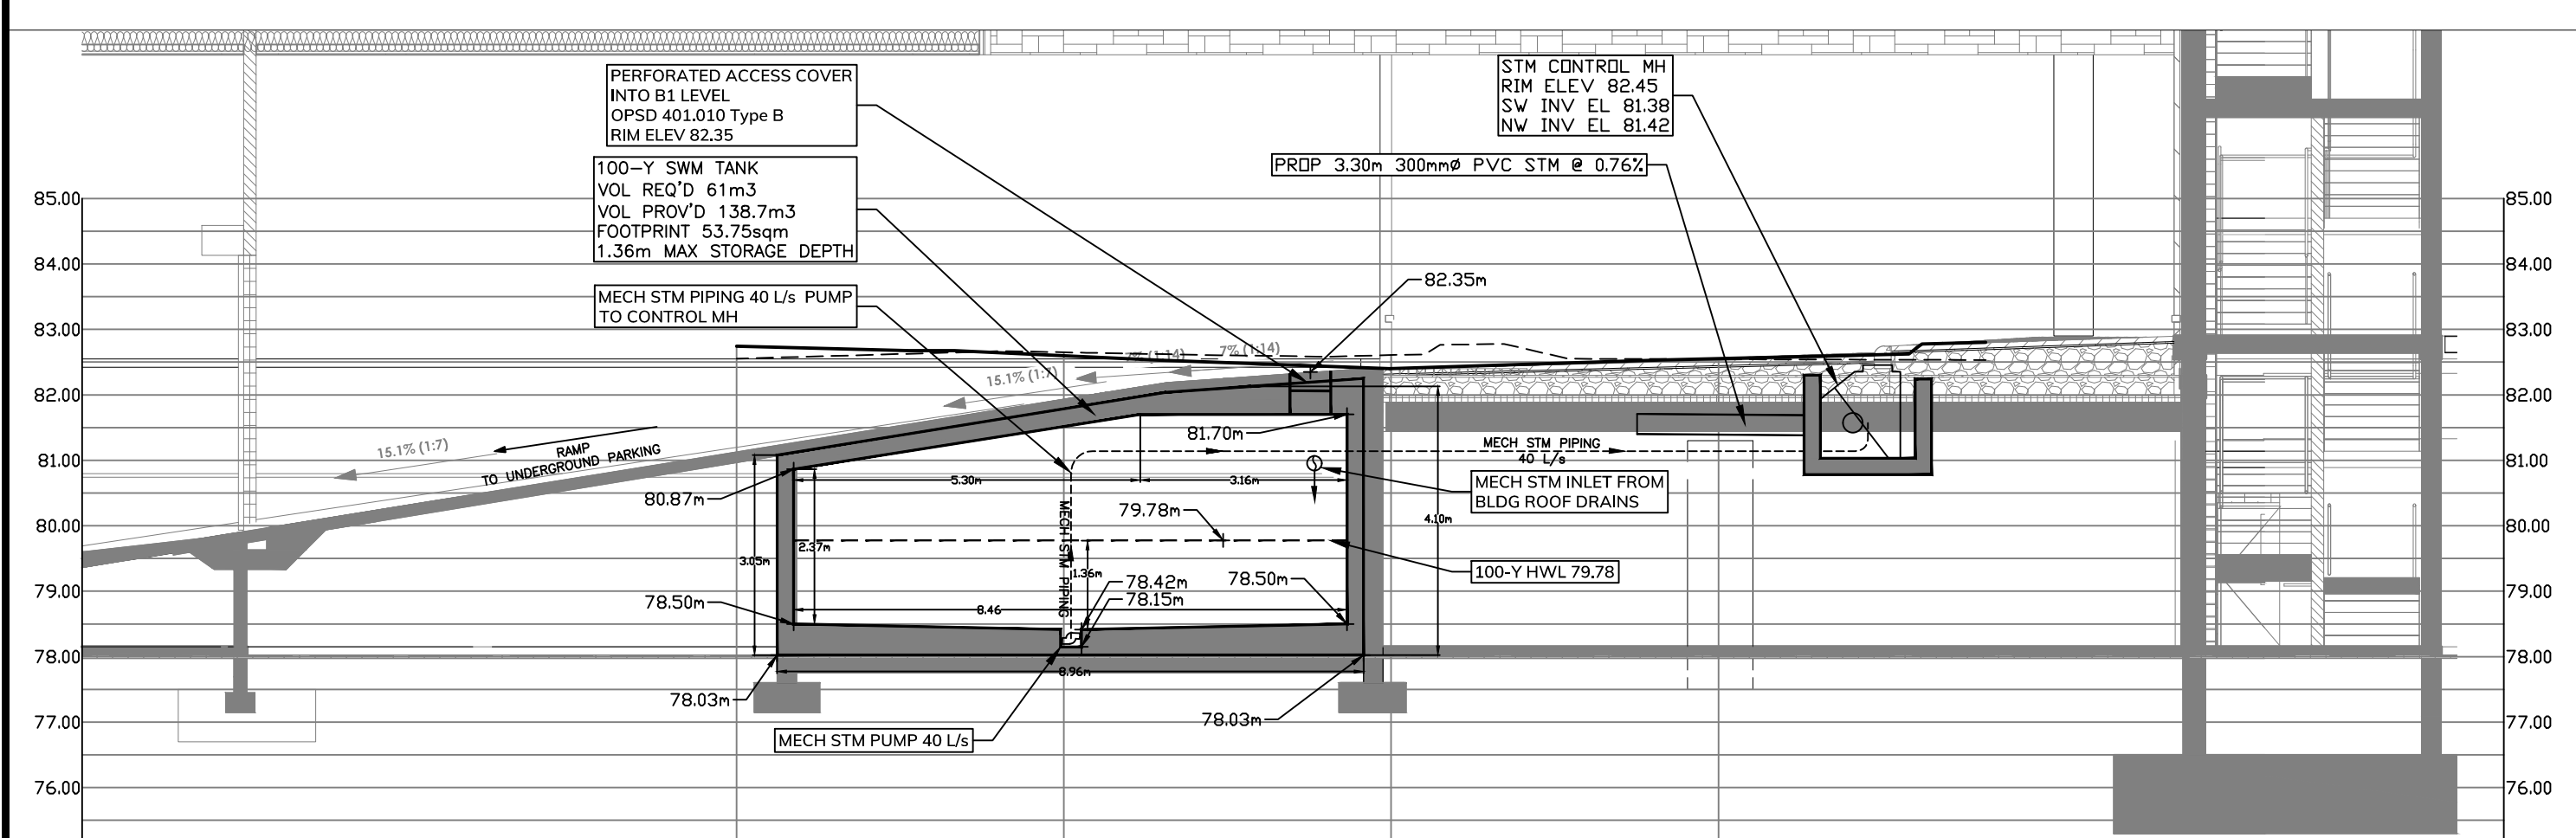 PERFORATED ACCESS COVER
INTO B1 LEVEL
OPSD 401.010 Type B
RIM ELEV 82.35
STM CONTROL MH
RIM ELEV 82.45
SW INV EL 81.38
NW INV EL 81.42
PROP 3.30m 300mmØ PVC STM @ 0.76%
100-Y SWM TANK
VOL REQ'D 61m3
VOL PROV'D 138.7m3
FOOTPRINT 53.75sqm
1.36m MAX STORAGE DEPTH
MECH STM PIPING 40 L/s PUMP
TO CONTROL MH
85.00
84.00
83.00
82.00
81.00
80.00
79.00
78.00
77.00
76.00
85.00
84.00
83.00
82.00
81.00
80.00
79.00
78.00
77.00
76.00
82.35m
7% (1:14)
7% (1:14)
15.1% (1:7)
15.1% (1:7)
RAMP
TO UNDERGROUND PARKING
81.70m
MECH STM PIPING
40 L/s
80.87m
5.30m
3.16m
MECH STM INLET FROM
BLDG ROOF DRAINS
79.78m
4.10m
3.05m
2.37m
MECH STM PIPING
1.36m
78.42m
78.15m
78.50m
100-Y HWL 79.78
78.50m
8.46
8.96m
78.03m
78.03m
MECH STM PUMP 40 L/s